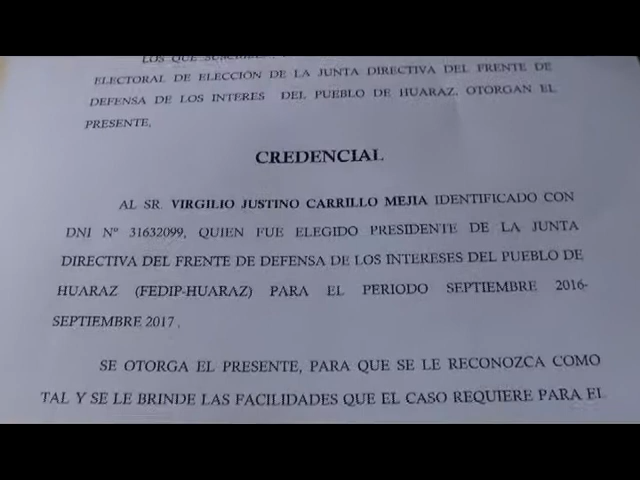 LOS QUE SUSCRIBEN,
ELECTORAL DE ELECCIÓN DE LA JUNTA DIRECTIVA DEL FRENTE DE
DEFENSA DE LOS INTERES DEL PUEBLO DE HUARAZ. OTORGAN EL
PRESENTE,
CREDENCIAL
AL SR. VIRGILIO JUSTINO CARRILLO MEJIA IDENTIFICADO CON
DNI Nº 31632099, QUIEN FUE ELEGIDO PRESIDENTE DE LA JUNTA
DIRECTIVA DEL FRENTE DE DEFENSA DE LOS INTERESES DEL PUEBLO DE
HUARAZ (FEDIP-HUARAZ) PARA EL PERIODO SEPTIEMBRE 2016-
SEPTIEMBRE 2017.
SE OTORGA EL PRESENTE, PARA QUE SE LE RECONOZCA COMO
TAL Y SE LE BRINDE LAS FACILIDADES QUE EL CASO REQUIERE PARA EL